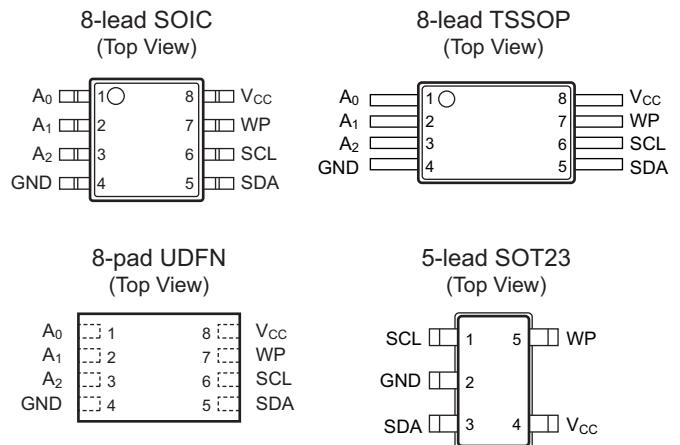 8-lead SOIC
(Top View)
A0 1 8 VCC
A1 2 7 WP
A2 3 6 SCL
GND 4 5 SDA
8-lead TSSOP
(Top View)
A0 1 8 VCC
A1 2 7 WP
A2 3 6 SCL
GND 4 5 SDA
8-pad UDFN
(Top View)
A0 1 8 VCC
A1 2 7 WP
A2 3 6 SCL
GND 4 5 SDA
5-lead SOT23
(Top View)
SCL 1 5 WP
GND 2
SDA 3 4 VCC